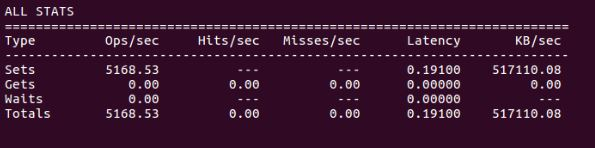 ALL STATS
=========================================================================
Type         Ops/sec     Hits/sec   Misses/sec      Latency       KB/sec
-------------------------------------------------------------------------
Sets         5168.53          ---          ---      0.19100    517110.08
Gets            0.00         0.00         0.00      0.00000         0.00
Waits           0.00          ---          ---      0.00000          ---
Totals       5168.53         0.00         0.00      0.19100    517110.08